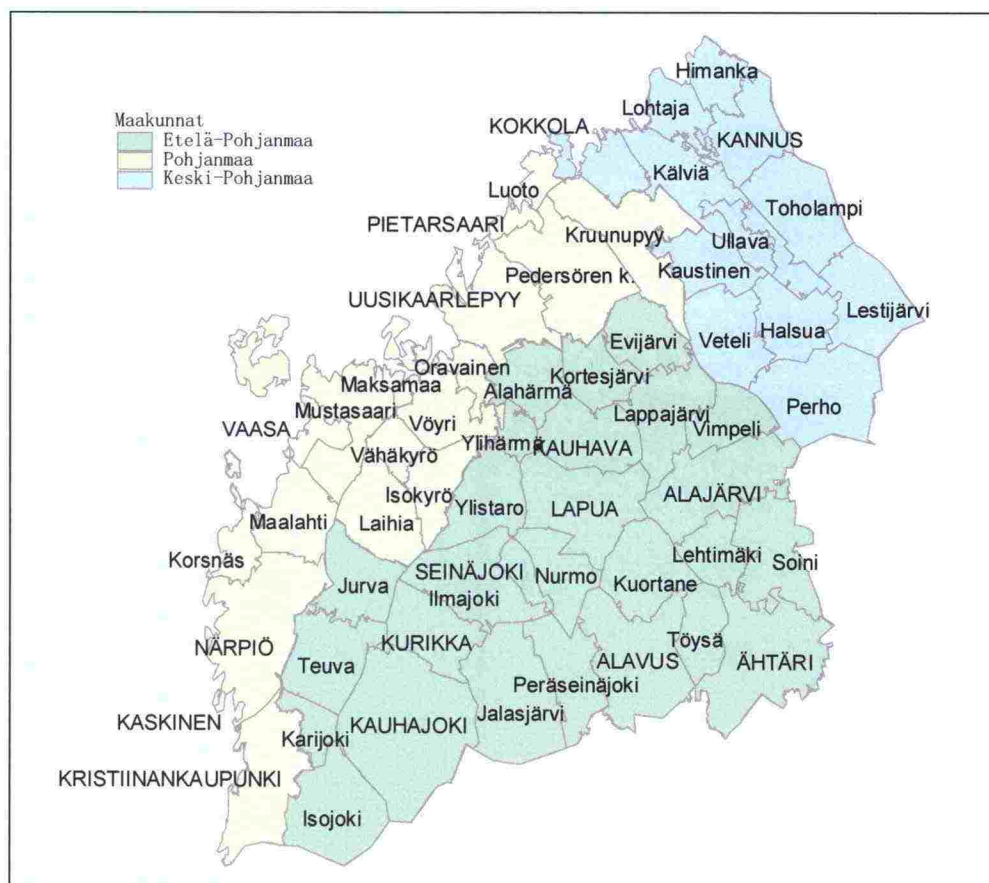 Maakunnat
Etelä-Pohjanmaa
Pohjanmaa
Keski-Pohjanmaa
Himanka
Lohtaja
KOKKOLA
KANNUS
Kälviä
Luoto
Toholampi
PIETARSAARI
Kruunupyy
Ullava
Kaustinen
Pedersören k.
UUSIKAARLEPYY
Lestijärvi
Evijärvi
Veteli
Halsua
Oravainen
Maksamaa
Alahärmä
Kortesjärvi
Perho
Mustasaari
Vöyri
Lappajärvi
Vimpeli
VAASA
Ylihärmä
KAUHAVA
Vähäkyrö
Isokyrö
Ylistaro
LAPUA
ALAJÄRVI
Maalahti
Laihia
Korsnäs
Lehtimäki
Soini
Jurva
SEINÄJOKI
Nurmo
Kuortane
Ilmajoki
NÄRPIÖ
Teuva
KURIKKA
Töysä
ALAVUS
ÄHTÄRI
Peräseinäjoki
KASKINEN
Karijoki
KAUHAJOKI
Jalasjärvi
KRISTIINANKAUPUNKI
Isojoki